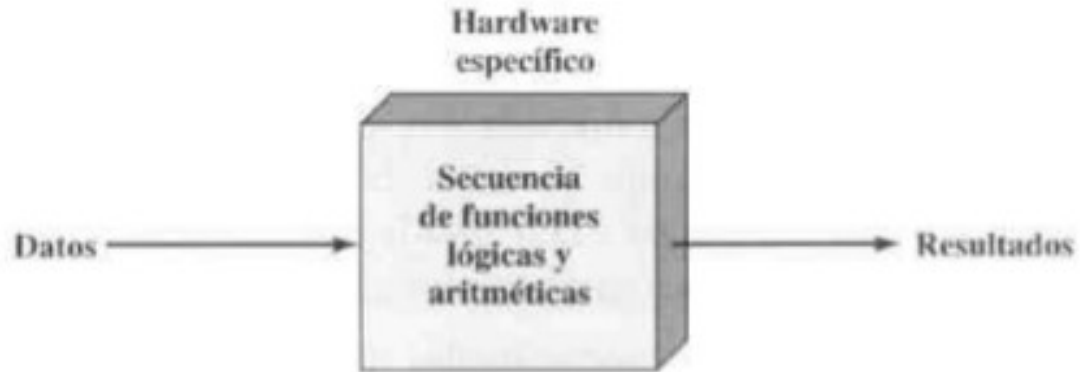 Hardware
específico
Datos
Secuencia
de funciones
lógicas y
aritméticas
Resultados